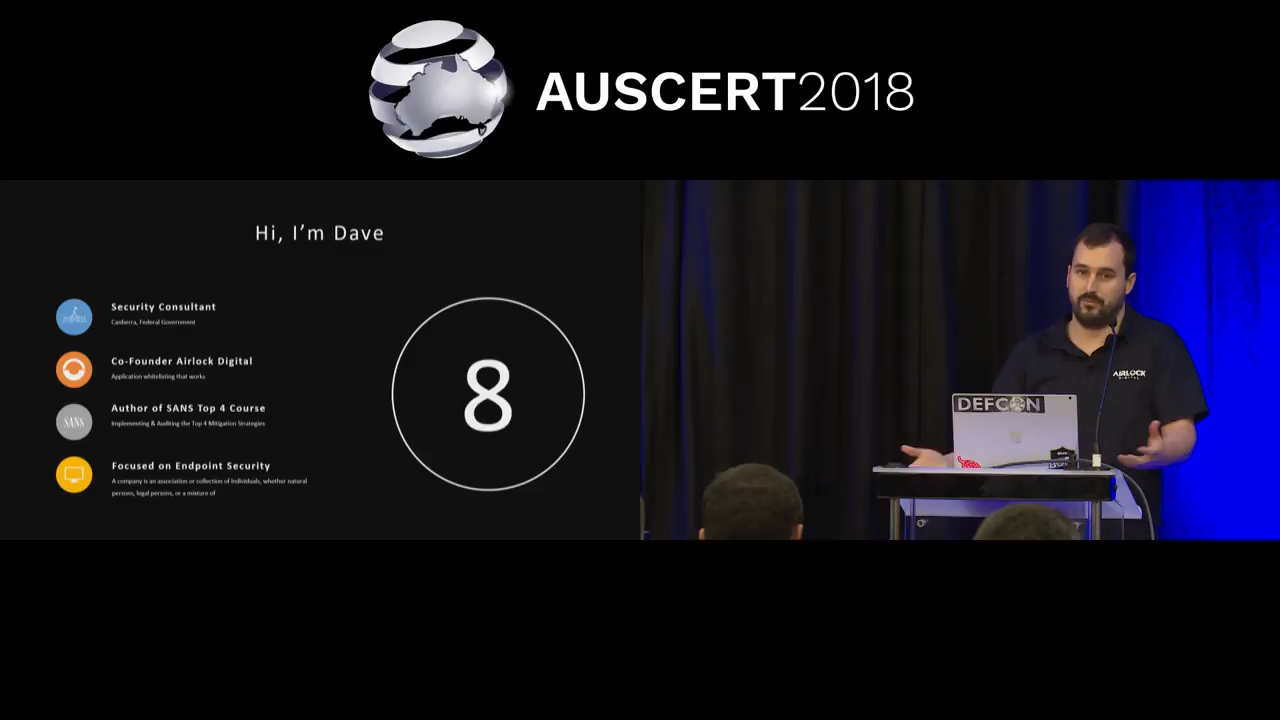 AUSCERT2018
Hi, I'm Dave
Security Consultant
Canberra, Federal Government
Co-Founder Airlock Digital
Application whitelisting that works
Author of SANS Top 4 Course
Implementing & Auditing the Top 4 Mitigation Strategies
SANS
Focused on Endpoint Security
A company is an association or collection of individuals, whether natural
persons, legal persons, or a mixture of
8
AIRLOCK
DIGITAL
DEFCON